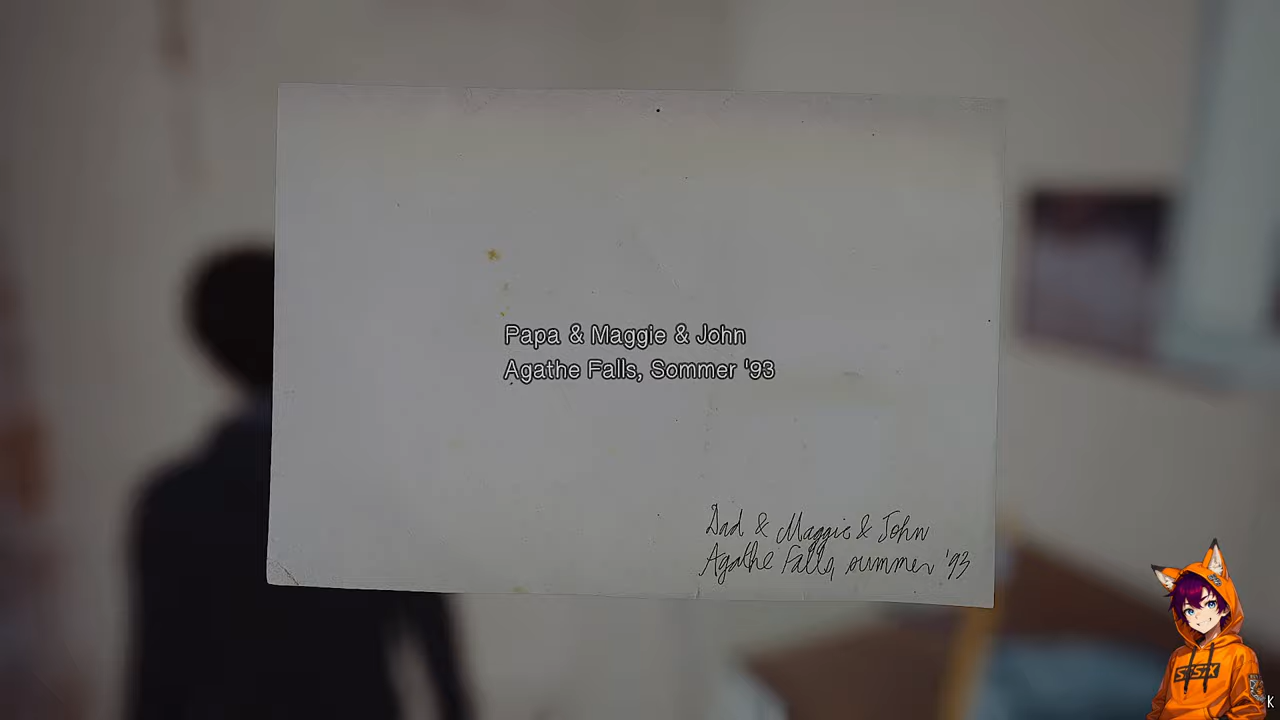 Papa & Maggie & John
Agathe Falls, Sommer '93
Dad & Maggie & John
Agathe Falls, summer '93
K